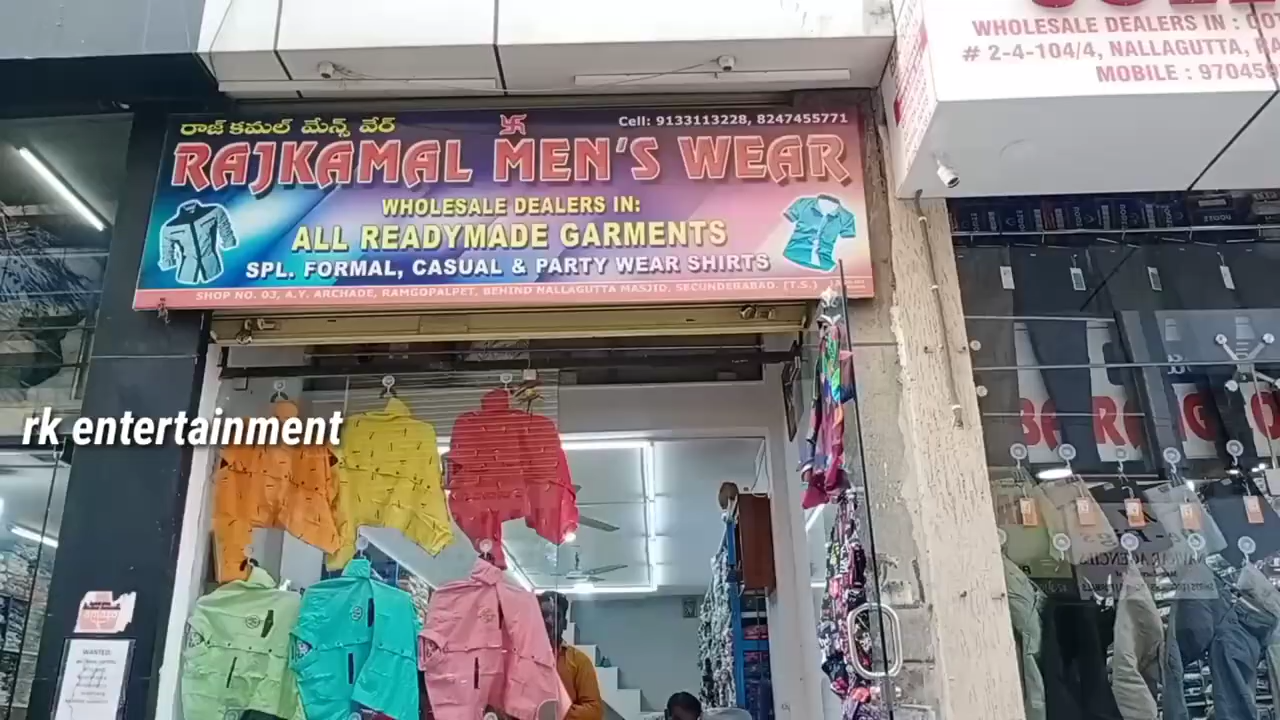 రాజ్ కమల్ మేన్స్ వేర్
Cell: 9133113228, 8247455771
RAJKAMAL MEN'S WEAR
WHOLESALE DEALERS IN:
ALL READYMADE GARMENTS
SPL. FORMAL, CASUAL & PARTY WEAR SHIRTS
SHOP NO. 03, A.Y. ARCHADE, RAMGOPALPET, BEHIND NALLAGUTTA MASJID, SECUNDERABAD. (T.S.)
WHOLESALE DEALERS IN :
# 2-4-104/4, NALLAGUTTA,
MOBILE : 97045
rk entertainment
WANTED